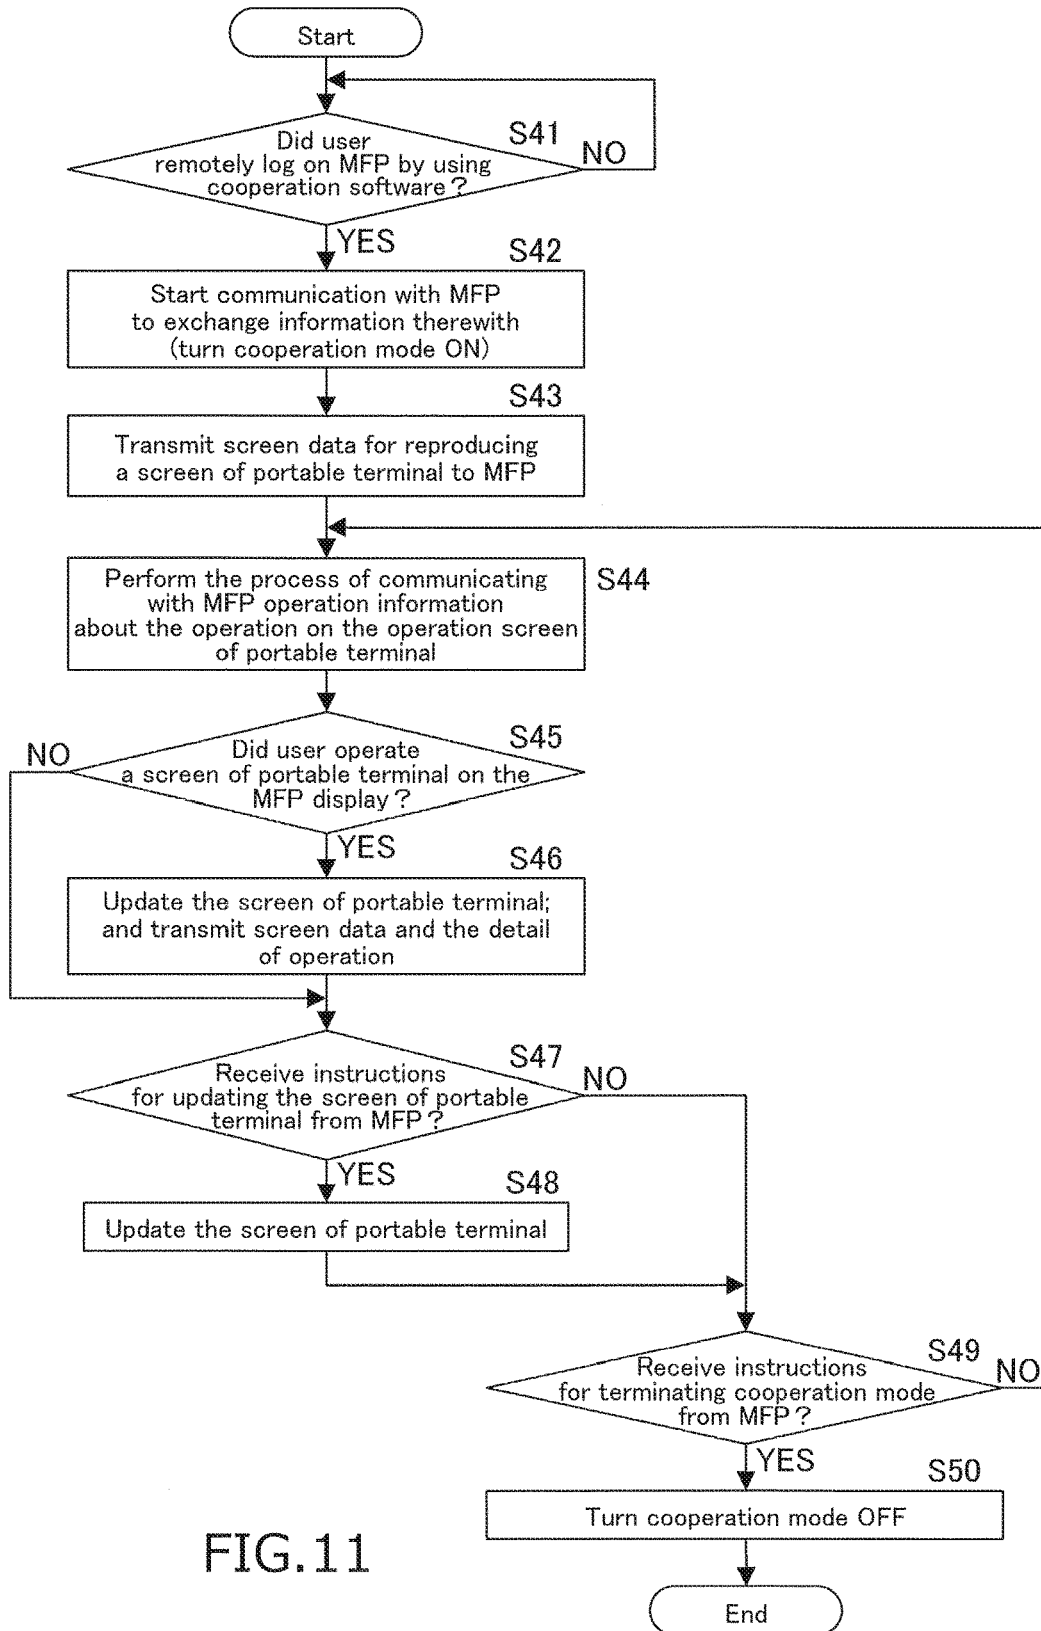 Start
S41
Did user
remotely log on MFP by using
cooperation software?
NO
YES
S42
Start communication with MFP
to exchange information therewith
(turn cooperation mode ON)
S43
Transmit screen data for reproducing
a screen of portable terminal to MFP
S44
Perform the process of communicating
with MFP operation information
about the operation on the operation screen
of portable terminal
S45
NO
Did user operate
a screen of portable terminal on the
MFP display?
YES
S46
Update the screen of portable terminal;
and transmit screen data and the detail
of operation
S47
Receive instructions
for updating the screen of portable
terminal from MFP?
NO
YES
S48
Update the screen of portable terminal
S49
Receive instructions
for terminating cooperation mode
from MFP?
NO
YES
S50
Turn cooperation mode OFF
End
FIG.11